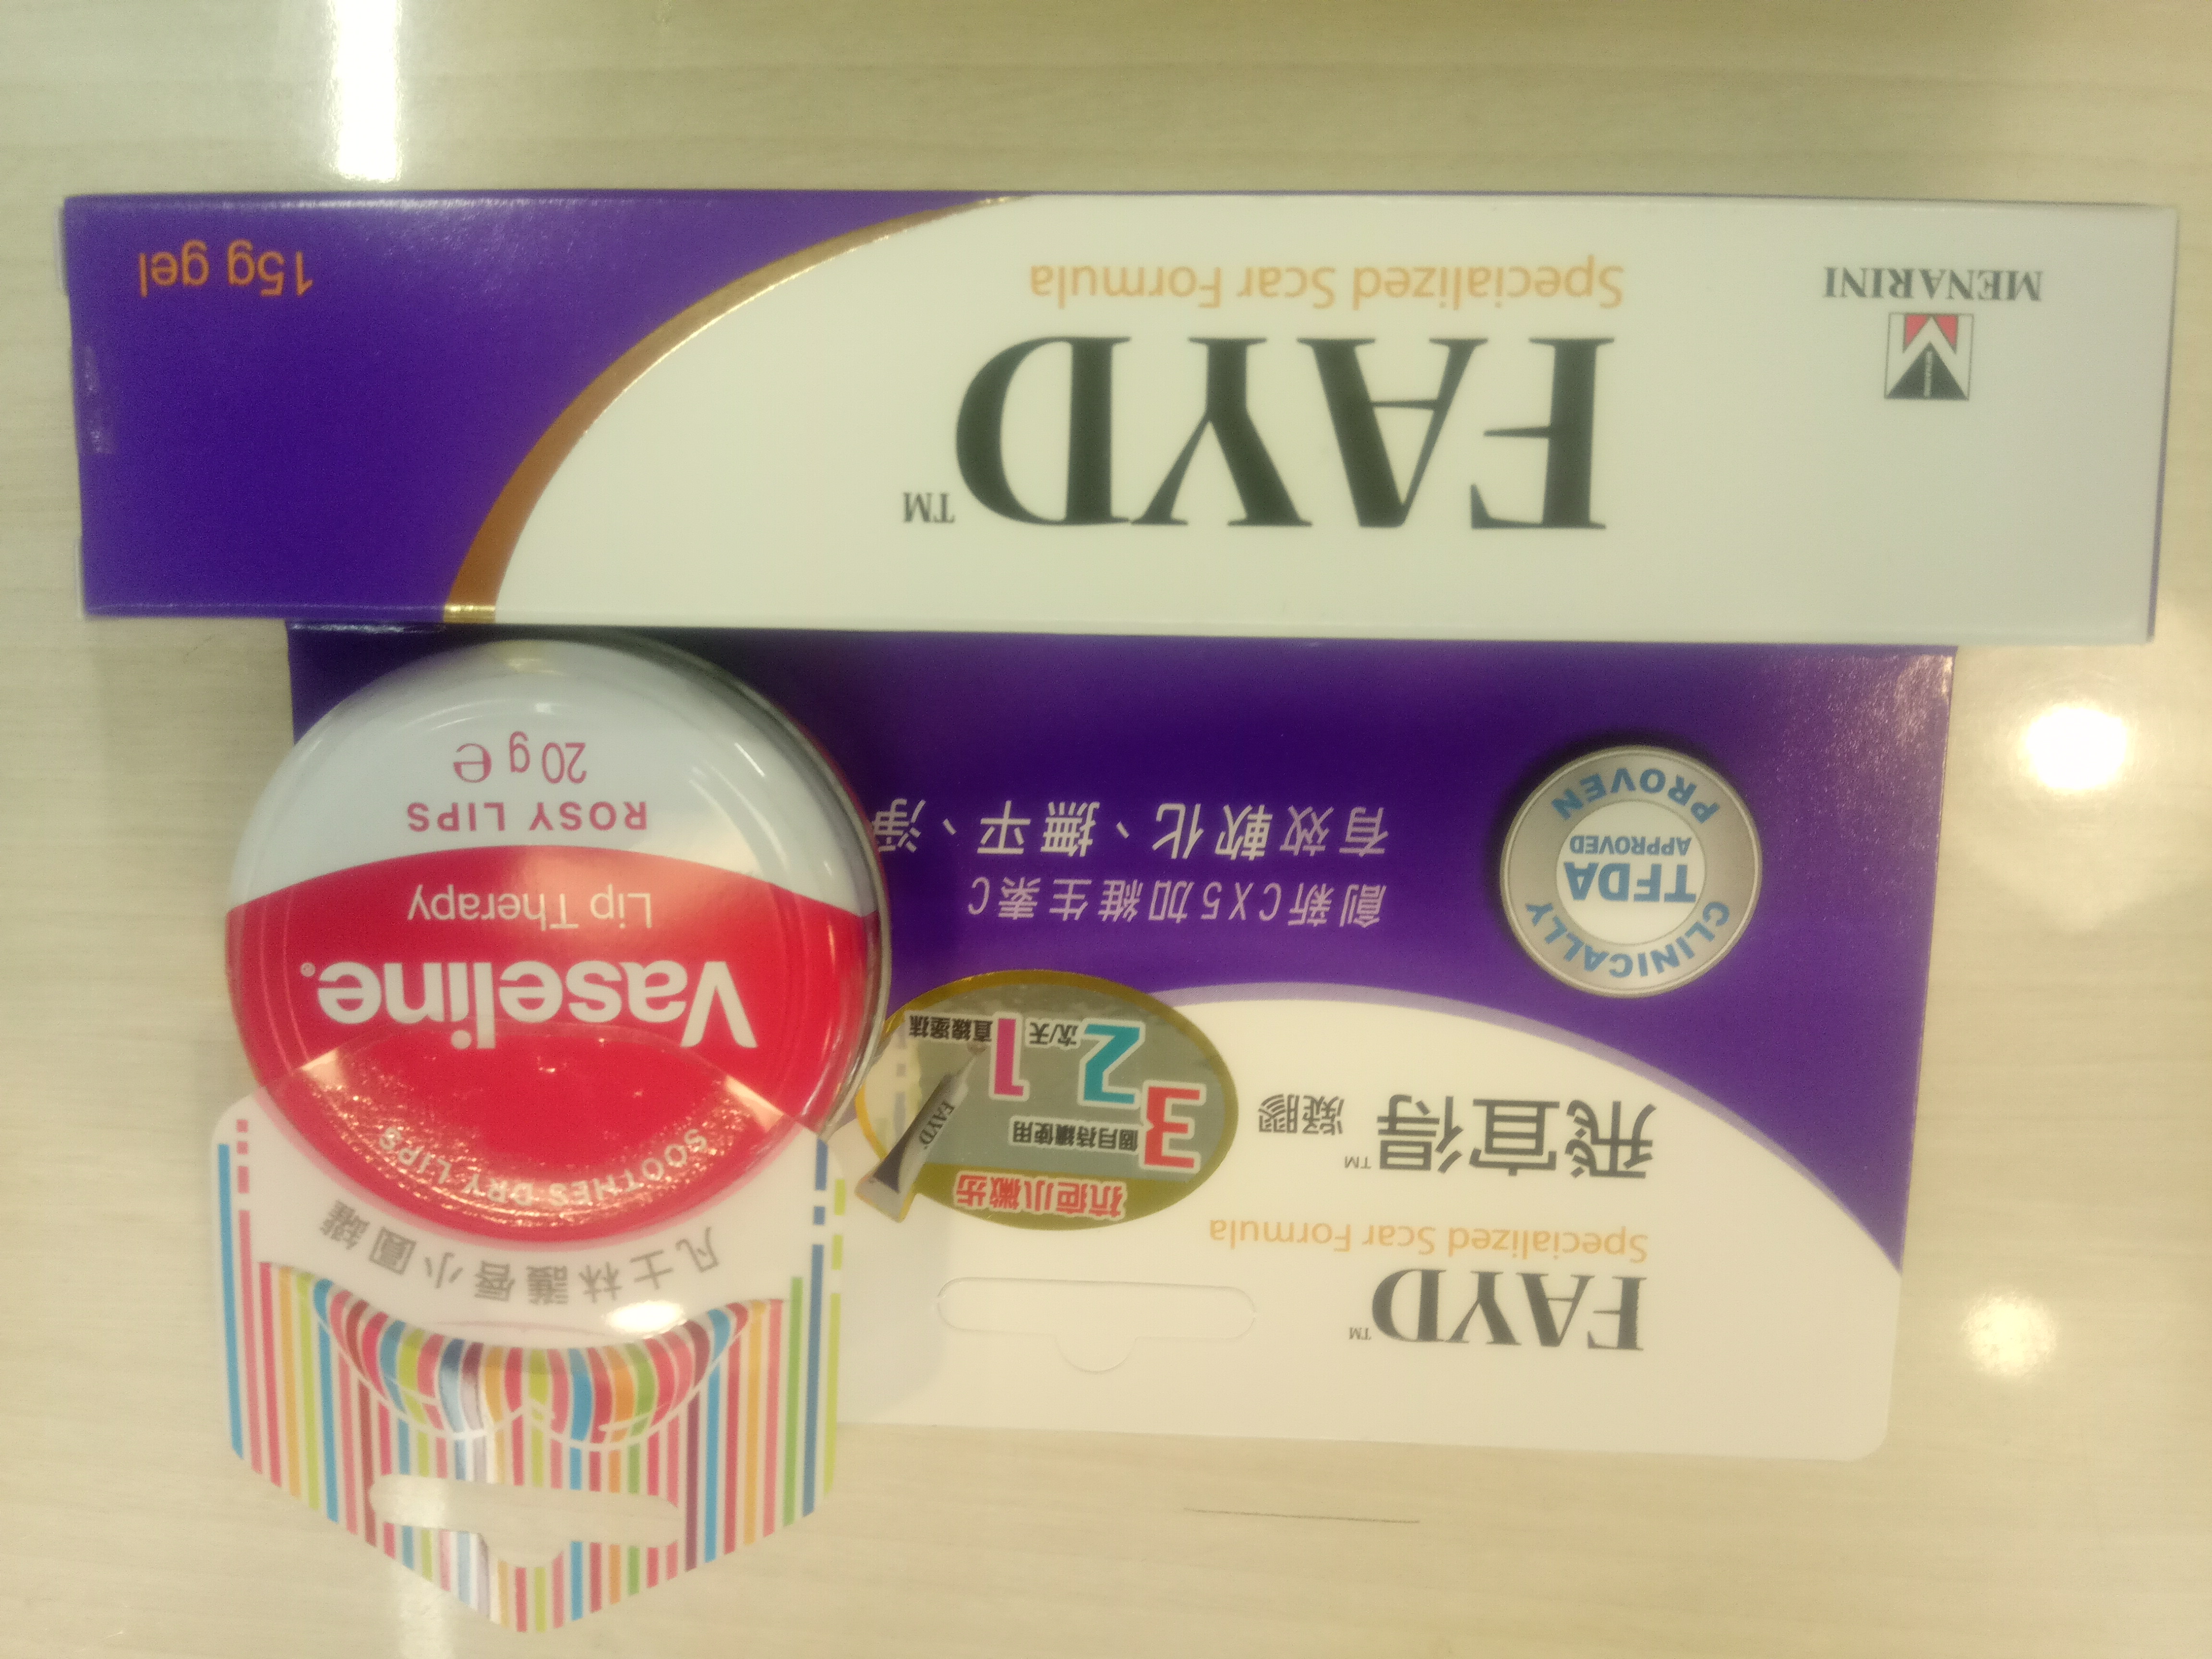 FAYD™
Specialized Scar Formula
飛宜得™ 凝膠
抗疤小撇步
3個月持續使用
2次/天
1直線塗抹
FAYD
CLINICALLY
TFDA
APPROVED
PROVEN
創新CX5加維生素C
有效軟化、撫平、淨
凡士林護唇小圓罐
SOOTHES DRY LIPS
Vaseline®
Lip Therapy
ROSY LIPS
20 g ℮
MENARINI
FAYD™
Specialized Scar Formula
15g gel